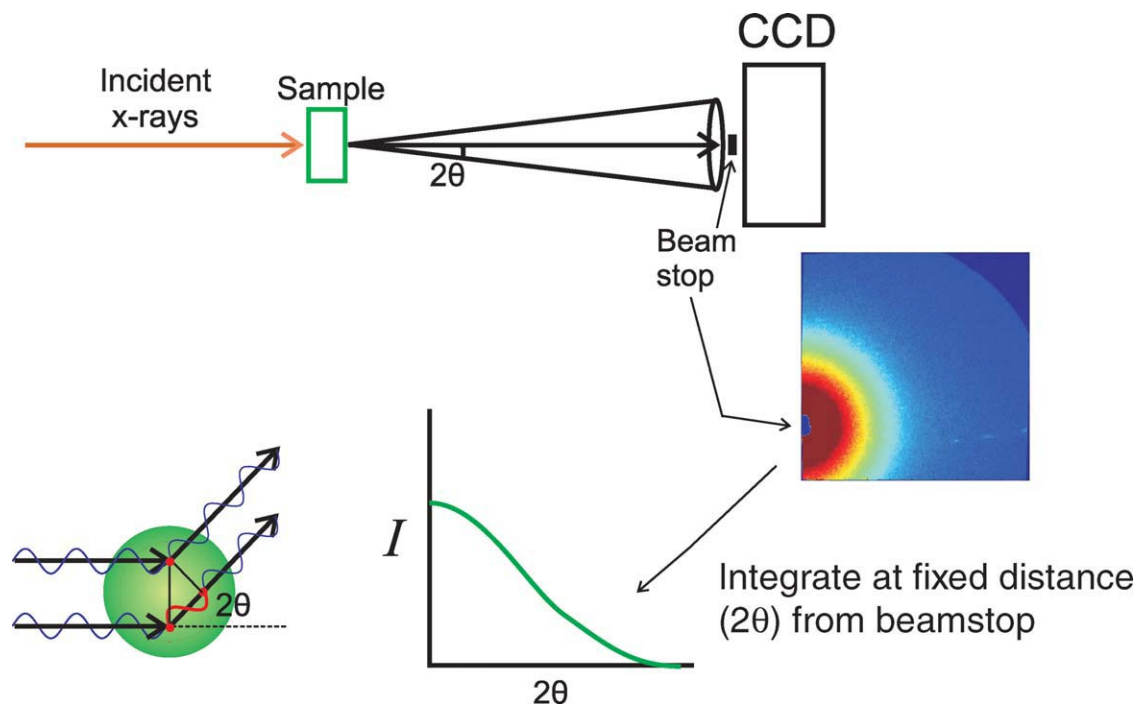 CCD
Incident
x-rays
Sample
2θ
Beam
stop
2θ
I
2θ
Integrate at fixed distance
(2θ) from beamstop